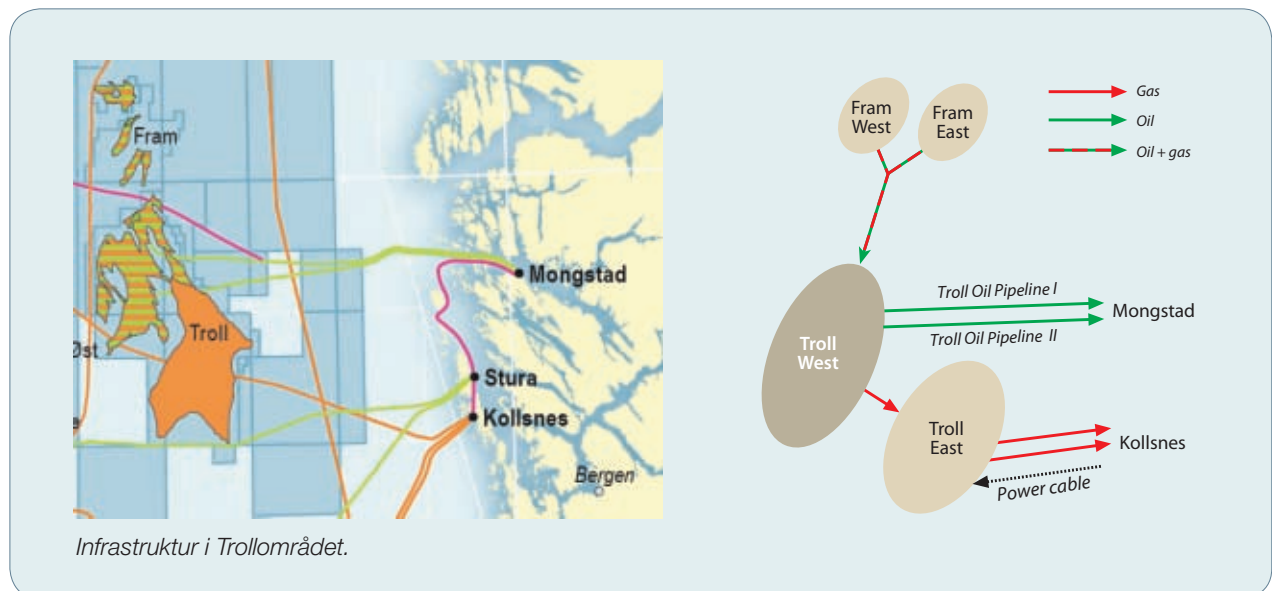 Fram
Troll
Øst
Mongstad
Stura
Kollsnes
Bergen
Infrastruktur i Trollområdet.
Fram
West
Fram
East
Gas
Oil
Oil + gas
Troll Oil Pipeline I
Mongstad
Troll Oil Pipeline II
Troll
West
Troll
East
Kollsnes
Power cable